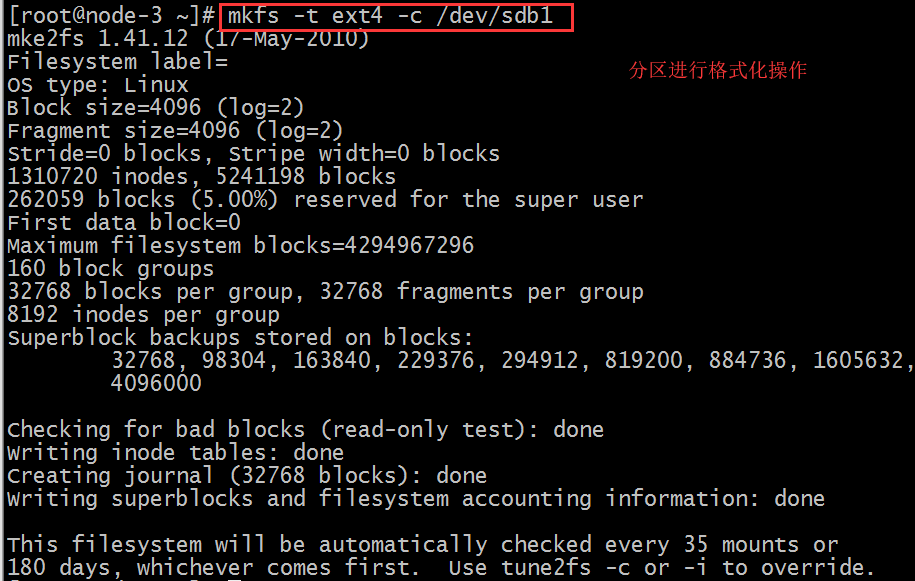 [root@node-3 ~]# mkfs -t ext4 -c /dev/sdb1
mke2fs 1.41.12 (17-May-2010)
Filesystem label=
分区进行格式化操作
OS type: Linux
Block size=4096 (log=2)
Fragment size=4096 (log=2)
Stride=0 blocks, Stripe width=0 blocks
1310720 inodes, 5241198 blocks
262059 blocks (5.00%) reserved for the super user
First data block=0
Maximum filesystem blocks=4294967296
160 block groups
32768 blocks per group, 32768 fragments per group
8192 inodes per group
Superblock backups stored on blocks:
32768, 98304, 163840, 229376, 294912, 819200, 884736, 1605632,
4096000
Checking for bad blocks (read-only test): done
Writing inode tables: done
Creating journal (32768 blocks): done
Writing superblocks and filesystem accounting information: done
This filesystem will be automatically checked every 35 mounts or
180 days, whichever comes first.  Use tune2fs -c or -i to override.